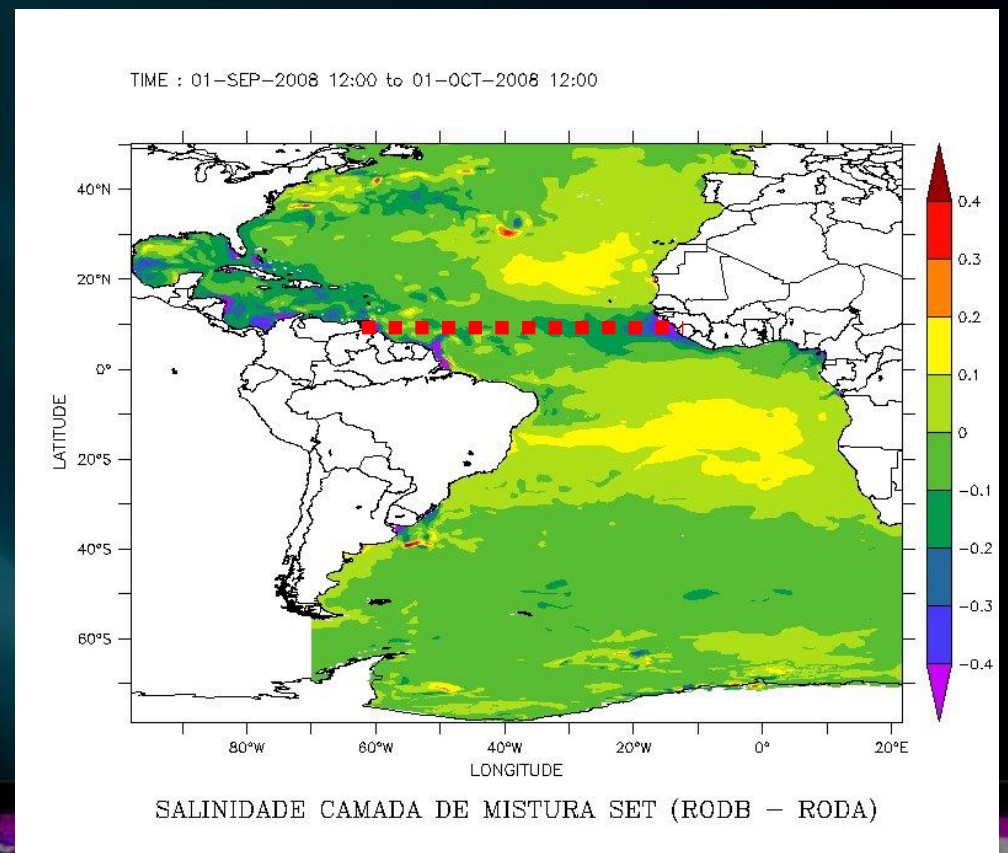 TIME : 01-SEP-2008 12:00 to 01-OCT-2008 12:00
40°N
20°N
0°
20°S
40°S
60°S
LATITUDE
0.4
0.3
0.2
0.1
0
-0.1
-0.2
-0.3
-0.4
80°W 60°W 40°W 20°W 0° 20°E
LONGITUDE
SALINIDADE CAMADA DE MISTURA SET (RODB - RODA)